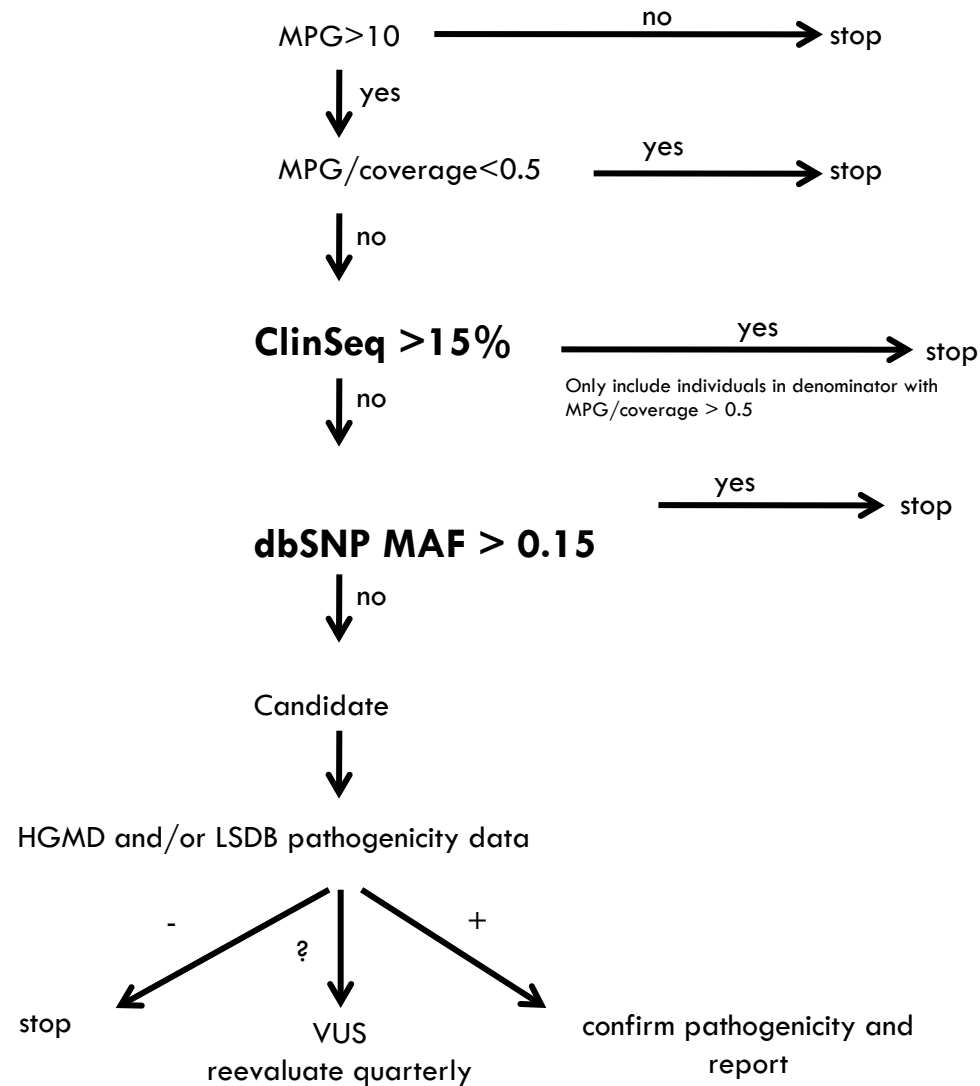 MPG>10
no
stop
yes
MPG/coverage<0.5
yes
stop
no
ClinSeq >15%
yes
stop
Only include individuals in denominator with
MPG/coverage > 0.5
no
dbSNP MAF > 0.15
yes
stop
no
Candidate
HGMD and/or LSDB pathogenicity data
-
?
+
stop
VUS
reevaluate quarterly
confirm pathogenicity and
report